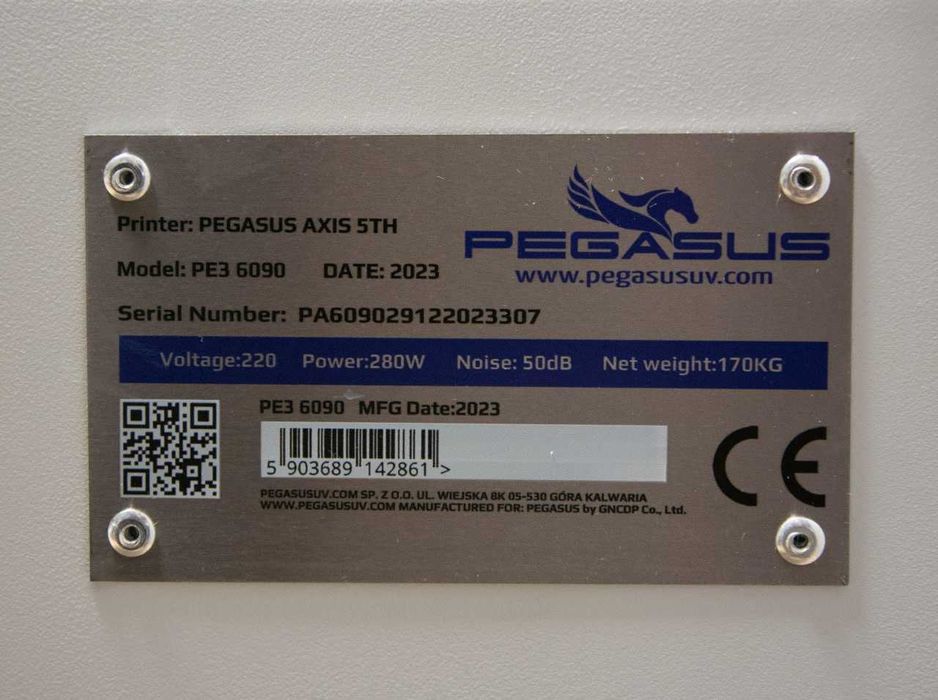 PEGASUS
www.pegasusuv.com
Printer: PEGASUS AXIS 5TH
Model: PE3 6090 DATE: 2023
Serial Number: PA609029122023307
Voltage:220 Power:280W Noise: 50dB Net weight:170KG
PE3 6090 MFG Date:2023
5 903689 142861 >
PEGASUSUV.COM SP. Z O.O. UL. WIEJSKA 8K 05-530 GÓRA KALWARIA
WWW.PEGASUSUV.COM MANUFACTURED FOR: PEGASUS by GNCDP Co., Ltd.
CE